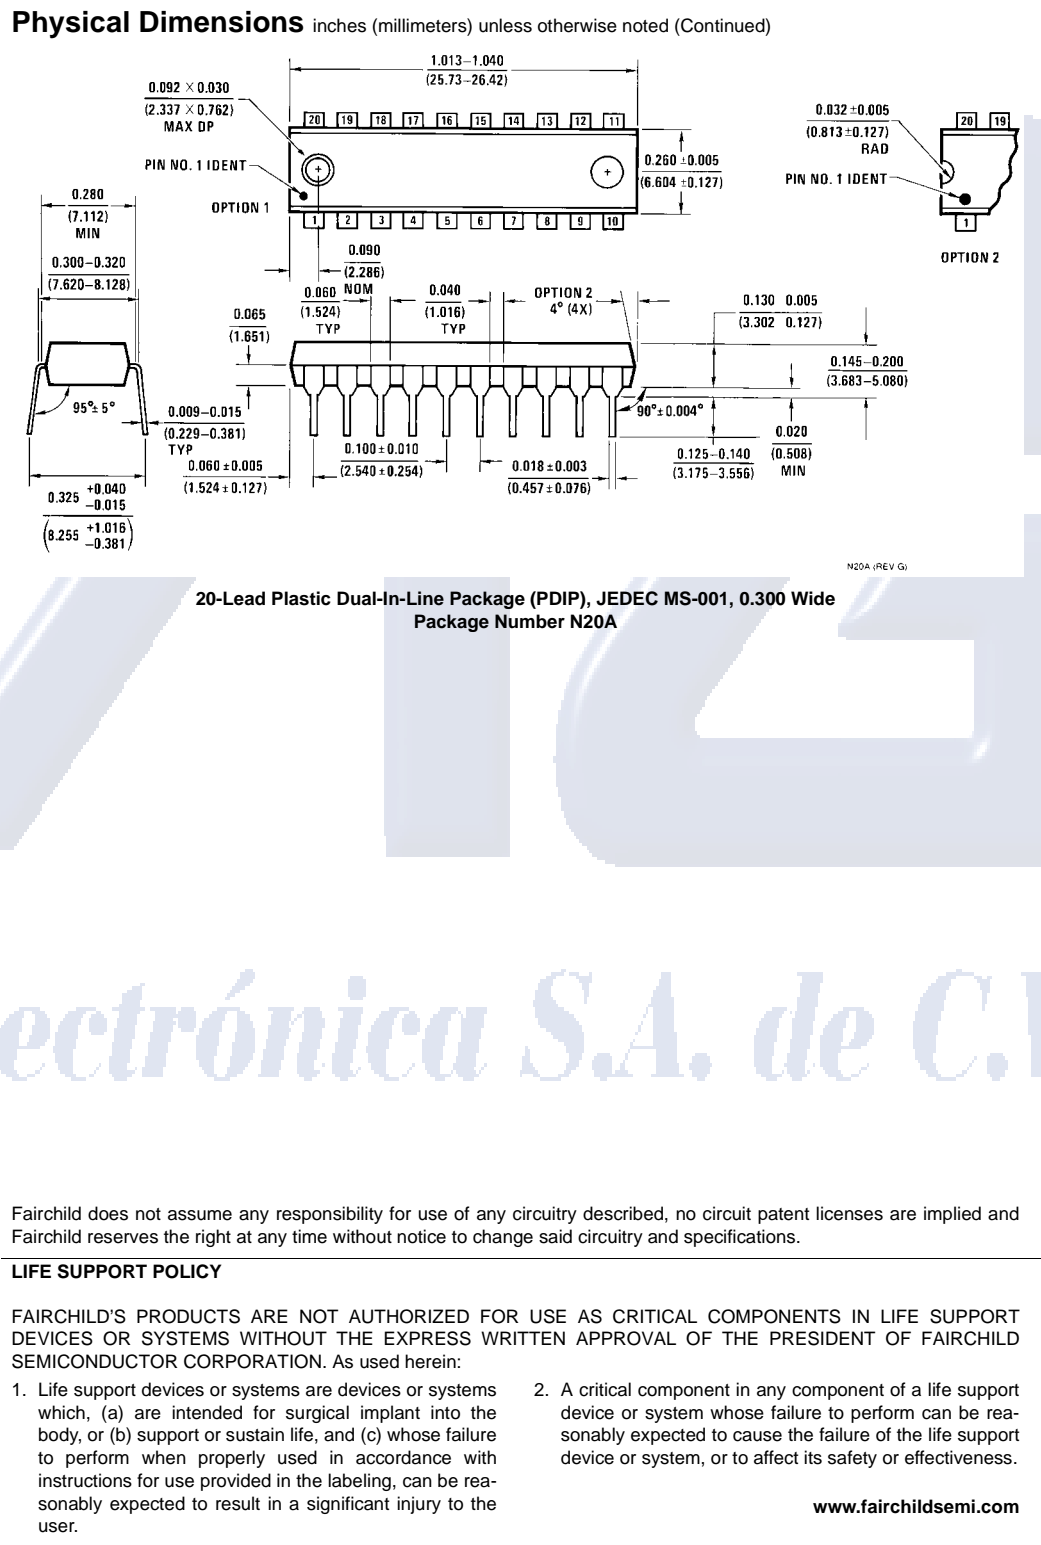 Physical Dimensions inches (millimeters) unless otherwise noted (Continued)
1.013–1.040
(25.73–26.42)
0.092 × 0.030
(2.337 × 0.762)
MAX DP
20 19 18 17 16 15 14 13 12 11
PIN NO. 1 IDENT
OPTION 1
1 2 3 4 5 6 7 8 9 10
0.260 ±0.005
(6.604 ±0.127)
0.032 ±0.005
(0.813 ±0.127)
RAD
20 19
PIN NO. 1 IDENT
1
OPTION 2
0.280
(7.112)
MIN
0.300–0.320
(7.620–8.128)
0.090
(2.286)
NOM
0.060
(1.524)
TYP
0.040
(1.016)
TYP
OPTION 2
4° (4X)
0.065
(1.651)
0.130 0.005
(3.302 0.127)
0.145–0.200
(3.683–5.080)
95°± 5°
90°± 0.004°
0.009–0.015
(0.229–0.381)
TYP
0.020
(0.508)
MIN
0.125–0.140
(3.175–3.556)
0.100 ± 0.010
(2.540 ± 0.254)
0.060 ±0.005
(1.524 ± 0.127)
0.018 ±0.003
(0.457 ± 0.076)
0.325 +0.040
–0.015
(8.255 +1.016
–0.381)
N20A (REV G)
20-Lead Plastic Dual-In-Line Package (PDIP), JEDEC MS-001, 0.300 Wide
Package Number N20A
ectrónica S.A. de C.V
Fairchild does not assume any responsibility for use of any circuitry described, no circuit patent licenses are implied and
Fairchild reserves the right at any time without notice to change said circuitry and specifications.
LIFE SUPPORT POLICY
FAIRCHILD'S PRODUCTS ARE NOT AUTHORIZED FOR USE AS CRITICAL COMPONENTS IN LIFE SUPPORT
DEVICES OR SYSTEMS WITHOUT THE EXPRESS WRITTEN APPROVAL OF THE PRESIDENT OF FAIRCHILD
SEMICONDUCTOR CORPORATION. As used herein:
1. Life support devices or systems are devices or systems
which, (a) are intended for surgical implant into the
body, or (b) support or sustain life, and (c) whose failure
to perform when properly used in accordance with
instructions for use provided in the labeling, can be rea-
sonably expected to result in a significant injury to the
user.
2. A critical component in any component of a life support
device or system whose failure to perform can be rea-
sonably expected to cause the failure of the life support
device or system, or to affect its safety or effectiveness.
www.fairchildsemi.com